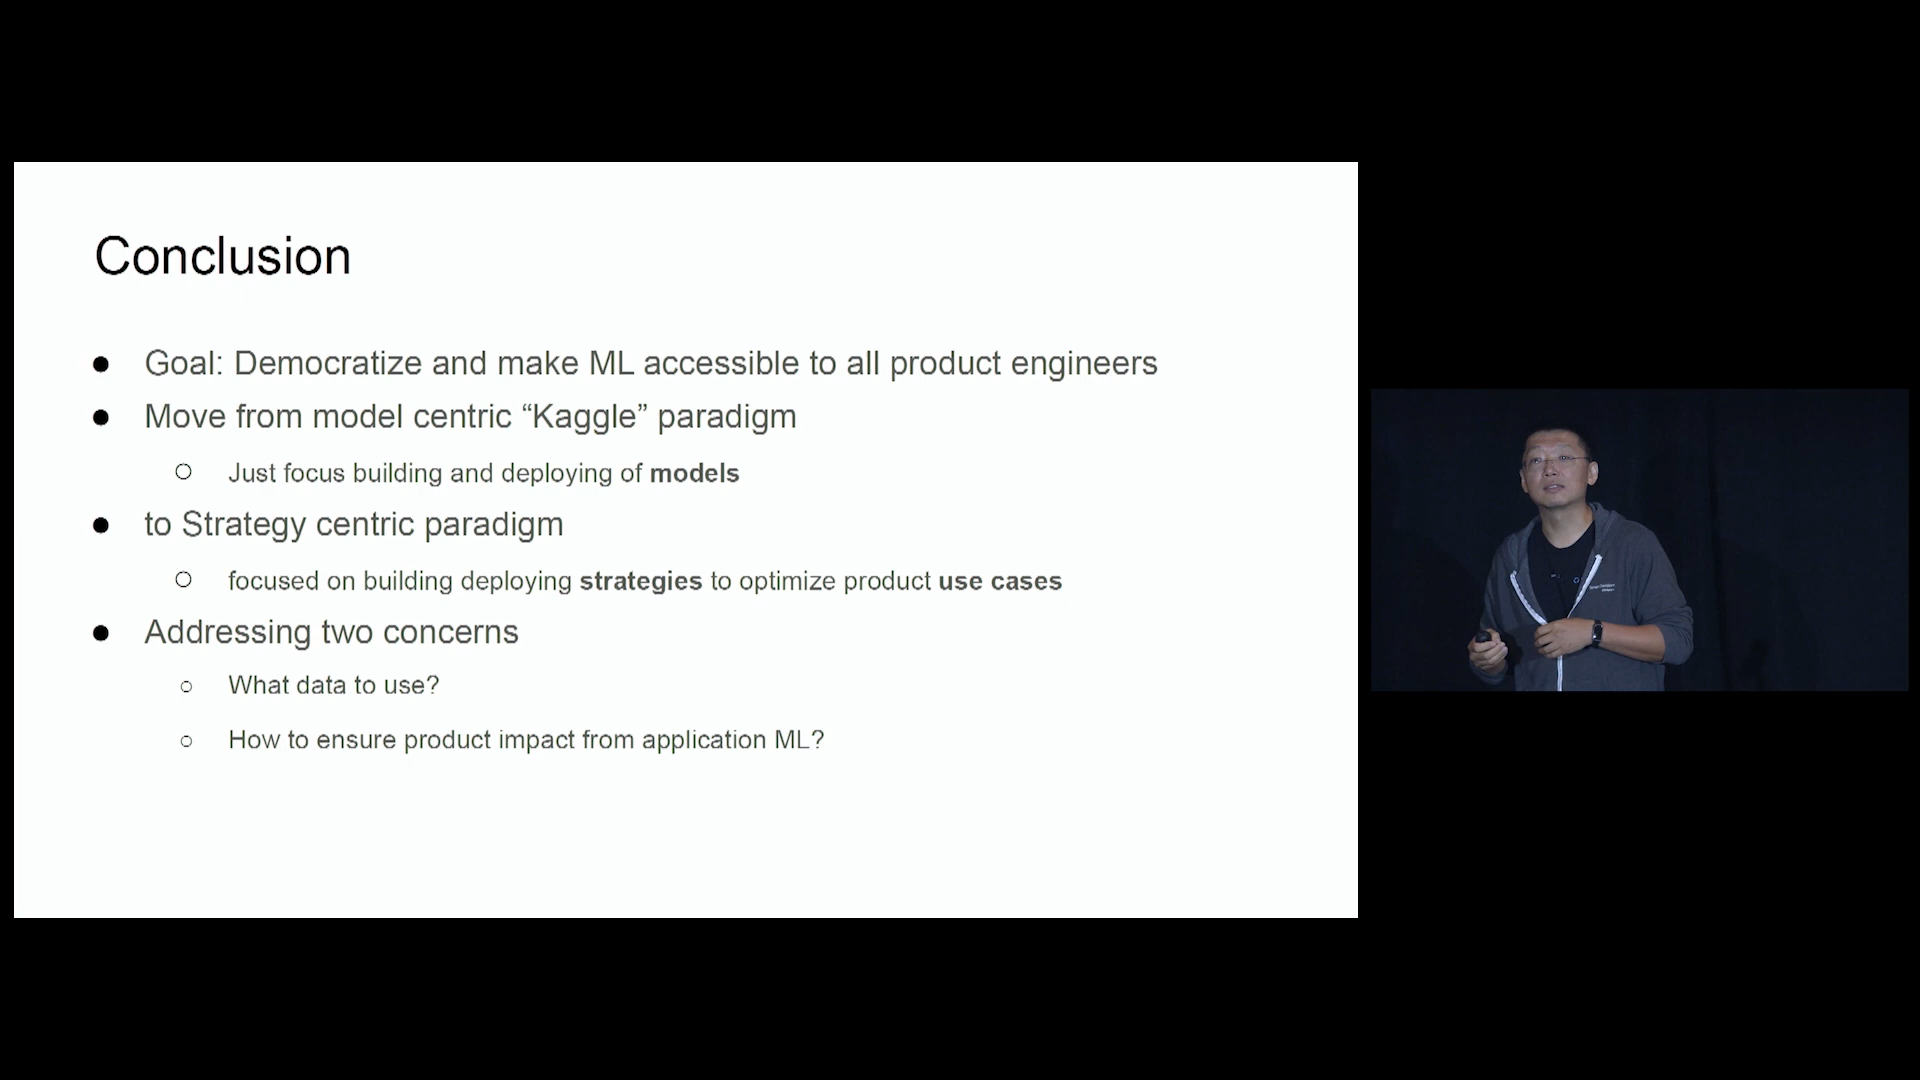 Conclusion
● Goal: Democratize and make ML accessible to all product engineers
● Move from model centric “Kaggle” paradigm
○ Just focus building and deploying of models
● to Strategy centric paradigm
○ focused on building deploying strategies to optimize product use cases
● Addressing two concerns
○ What data to use?
○ How to ensure product impact from application ML?